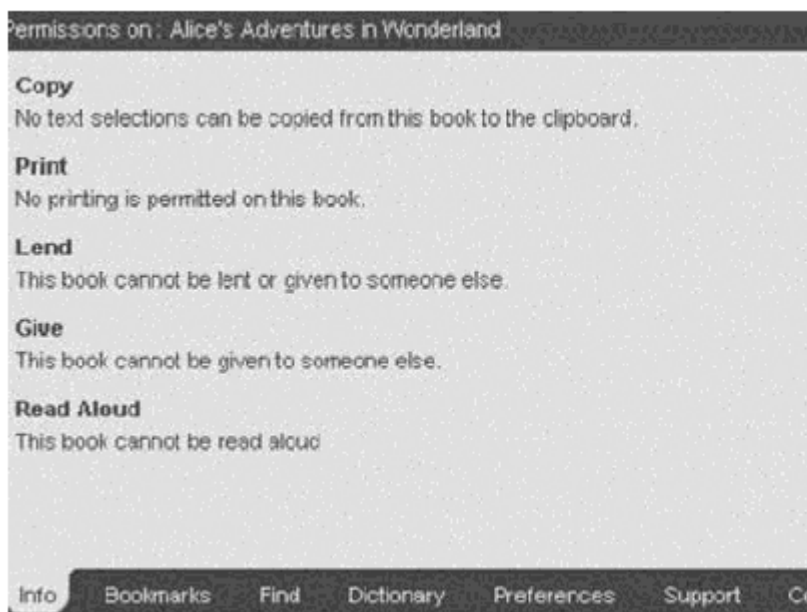 Permissions on : Alice's Adventures in Wonderland
Copy
No text selections can be copied from this book to the clipboard.
Print
No printing is permitted on this book.
Lend
This book cannot be lent or given to someone else.
Give
This book cannot be given to someone else.
Read Aloud
This book cannot be read aloud
Info Bookmarks Find Dictionary Preferences Support